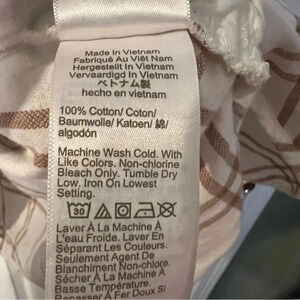 Made In Vietnam
Fabriqué Au Viêt Nam
Hergestellt In Vietnam
Vervaardigd In Vietnam
ベトナム製
hecho en vietnam
100% Cotton/ Coton/
Baumwolle/ Katoen/ 綿/
algodón
Machine Wash Cold. With
Like Colors. Non-chlorine
Bleach Only. Tumble Dry
Low. Iron On Lowest
Setting.
30
Laver À La Machine À
L'eau Froide. Laver En
Séparant Les Couleurs.
Seulement Agent De
Blanchiment Non-chlore.
Sécher À La Machine À
Température
À Fer Doux Si